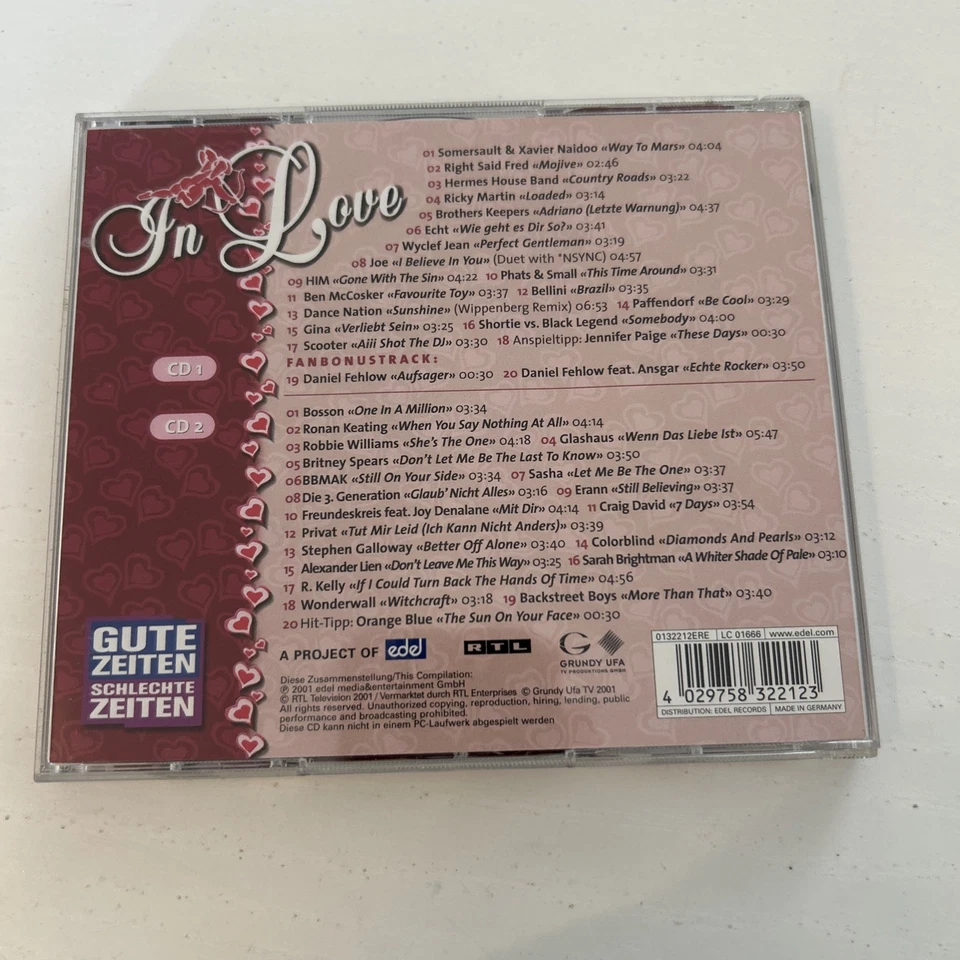 In Love
01 Somersault & Xavier Naidoo «Way To Mars» 04:04
02 Right Said Fred «Mojive» 02:46
03 Hermes House Band «Country Roads» 03:22
04 Ricky Martin «Loaded» 03:14
05 Brothers Keepers «Adriano (Letzte Warnung)» 04:37
06 Echt «Wie geht es Dir So?» 03:41
07 Wyclef Jean «Perfect Gentleman» 03:19
08 Joe «I Believe In You» (Duet with *NSYNC) 04:57
09 HIM «Gone With The Sin» 04:22 10 Phats & Small «This Time Around» 03:31
11 Ben McCosker «Favourite Toy» 03:37 12 Bellini «Brazil» 03:35
13 Dance Nation «Sunshine» (Wippenberg Remix) 06:53 14 Paffendorf «Be Cool» 03:29
15 Gina «Verliebt Sein» 03:25 16 Shortie vs. Black Legend «Somebody» 04:00
17 Scooter «Aiii Shot The DJ» 03:30 18 Anspieltipp: Jennifer Paige «These Days» 00:30
FANBONUSTRACK:
19 Daniel Fehlow «Aufsager» 00:30 20 Daniel Fehlow feat. Ansgar «Echte Rocker» 03:50
CD 1
CD 2
01 Bosson «One In A Million» 03:34
02 Ronan Keating «When You Say Nothing At All» 04:14
03 Robbie Williams «She's The One» 04:18 04 Glashaus «Wenn Das Liebe Ist» 05:47
05 Britney Spears «Don't Let Me Be The Last To Know» 03:50
06 BBMAK «Still On Your Side» 03:34 07 Sasha «Let Me Be The One» 03:37
08 Die 3. Generation «Glaub' Nicht Alles» 03:16 09 Erann «Still Believing» 03:37
10 Freundeskreis feat. Joy Denalane «Mit Dir» 04:14 11 Craig David «7 Days» 03:54
12 Privat «Tut Mir Leid (Ich Kann Nicht Anders)» 03:39
13 Stephen Galloway «Better Off Alone» 03:40 14 Colorblind «Diamonds And Pearls» 03:12
15 Alexander Lien «Don't Leave Me This Way» 03:25 16 Sarah Brightman «A Whiter Shade Of Pale» 03:10
17 R. Kelly «If I Could Turn Back The Hands Of Time» 04:56
18 Wonderwall «Witchcraft» 03:18 19 Backstreet Boys «More Than That» 03:40
20 Hit-Tipp: Orange Blue «The Sun On Your Face» 00:30
GUTE
ZEITEN
SCHLECHTE
ZEITEN
A PROJECT OF edel RTL GRUNDY UFA
TV PRODUCTIONS GMBH
Diese Zusammenstellung/This Compilation:
℗ 2001 edel media&entertainment GmbH
© RTL Television 2001 / Vermarktet durch RTL Enterprises © Grundy Ufa TV 2001
All rights reserved. Unauthorized copying, reproduction, hiring, lending, public
performance and broadcasting prohibited.
Diese CD kann nicht in einem PC-Laufwerk abgespielt werden
0132212ERE LC 01666 www.edel.com
4 029758 322123
DISTRIBUTION: EDEL RECORDS MADE IN GERMANY